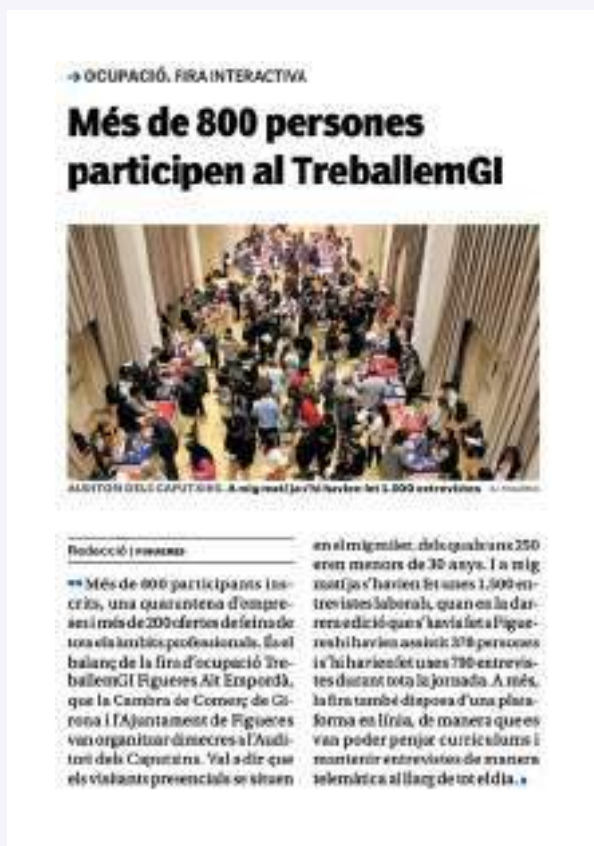 → OCUPACIÓ. FIRA INTERACTIVA
Més de 800 persones
participen al TreballemGI
AUDITORI DELS CAPUTXINS. A mig matí ja s'hi havien fet 1.500 entrevistes
Redacció | FIGUERES
Més de 800 participants ins-
crits, una quarantena d'empre-
ses i més de 200 ofertes de feina de
tots els àmbits professionals. És el
balanç de la fira d'ocupació Tre-
ballemGI Figueres Alt Empordà,
que la Cambra de Comerç de Gi-
rona i l'Ajuntament de Figueres
van organitzar dimecres a l'Audi-
tori dels Caputxins. Val a dir que
els visitants presencials se situen
en el mig miler, dels quals uns 250
eren menors de 30 anys. I a mig
matí ja s'havien fet unes 1.500 en-
trevistes laborals, quan en la dar-
rera edició que s'havia fet a Figue-
res hi havien assistit 378 persones
i s'hi havien fet unes 700 entrevis-
tes durant tota la jornada. A més,
la fira també disposa d'una plata-
forma en línia, de manera que es
van poder penjar currículums i
mantenir entrevistes de manera
telemàtica al llarg de tot el dia.